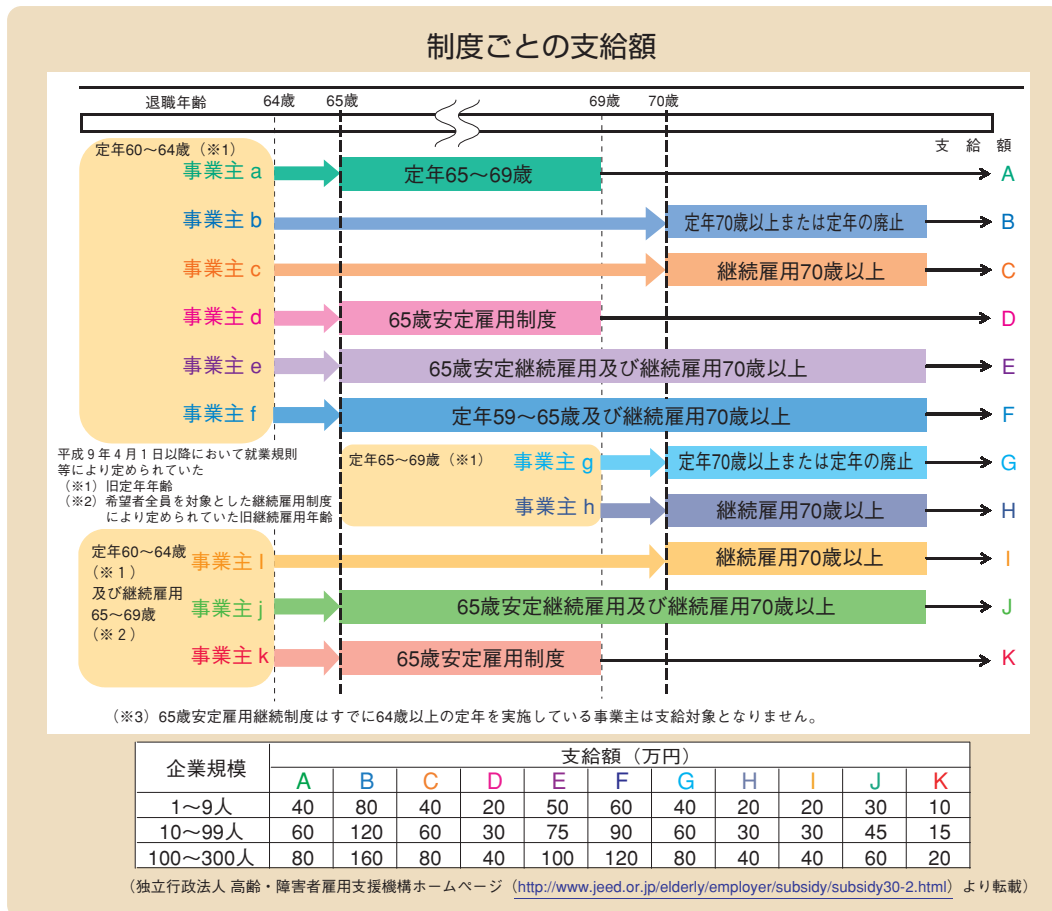 制度ごとの支給額
退職年齢 64歳 65歳 69歳 70歳
支給額
定年60〜64歳（※1）
事業主a 定年65〜69歳 A
事業主b 定年70歳以上または定年の廃止 B
事業主c 継続雇用70歳以上 C
事業主d 65歳安定雇用制度 D
事業主e 65歳安定継続雇用及び継続雇用70歳以上 E
事業主f 定年59〜65歳及び継続雇用70歳以上 F
平成9年4月1日以降において就業規則
等により定められていた
（※1）旧定年年齢
（※2）希望者全員を対象とした継続雇用制度
により定められていた旧継続雇用年齢
定年65〜69歳（※1）
事業主g 定年70歳以上または定年の廃止 G
事業主h 継続雇用70歳以上 H
定年60〜64歳
（※1）
及び継続雇用
65〜69歳
（※2）
事業主I 継続雇用70歳以上 I
事業主j 65歳安定継続雇用及び継続雇用70歳以上 J
事業主k 65歳安定雇用制度 K
（※3）65歳安定雇用継続制度はすでに64歳以上の定年を実施している事業主は支給対象となりません。
企業規模 支給額（万円）
A B C D E F G H I J K
1〜9人 40 80 40 20 50 60 40 20 20 30 10
10〜99人 60 120 60 30 75 90 60 30 30 45 15
100〜300人 80 160 80 40 100 120 80 40 40 60 20
（独立行政法人 高齢・障害者雇用支援機構ホームページ（http://www.jeed.or.jp/elderly/employer/subsidy/subsidy30-2.html）より転載）